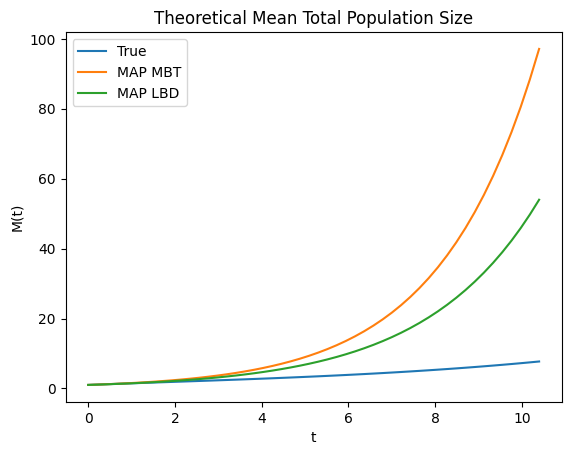 Theoretical Mean Total Population Size
True
MAP MBT
MAP LBD
M(t)
100
80
60
40
20
0
0 2 4 6 8 10
t